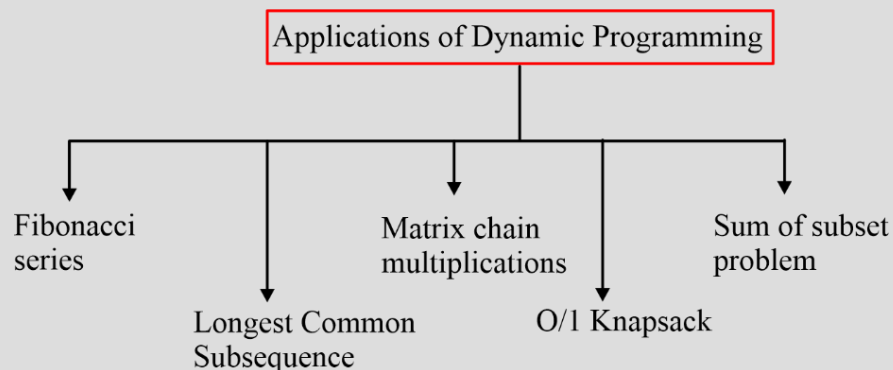 Applications of Dynamic Programming
Fibonacci
series
Longest Common
Subsequence
Matrix chain
multiplications
O/1 Knapsack
Sum of subset
problem